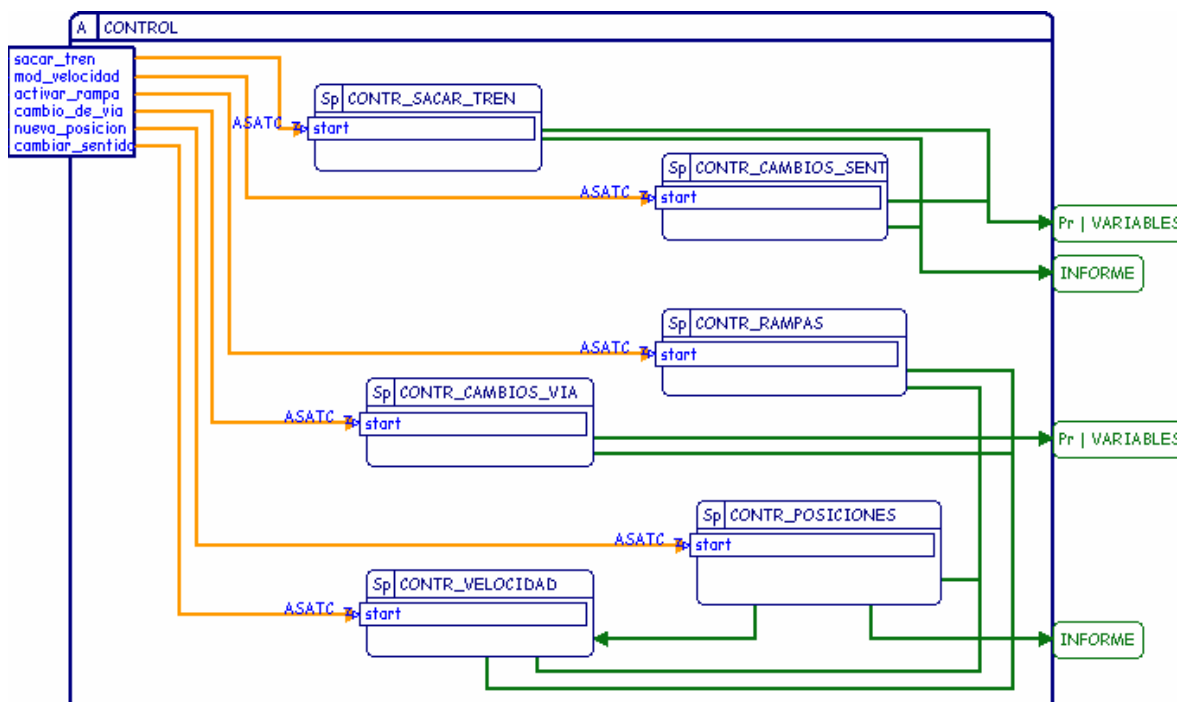 A CONTROL
sacar_tren
mod_velocidad
activar_rampa
cambio_de_via
nueva_posicion
cambiar_sentido
Sp CONTR_SACAR_TREN
ASATC
start
Sp CONTR_CAMBIOS_SENT
ASATC
start
Pr | VARIABLES
INFORME
Sp CONTR_RAMPAS
ASATC
start
Sp CONTR_CAMBIOS_VIA
ASATC
start
Pr | VARIABLES
Sp CONTR_POSICIONES
ASATC
start
Sp CONTR_VELOCIDAD
ASATC
start
INFORME